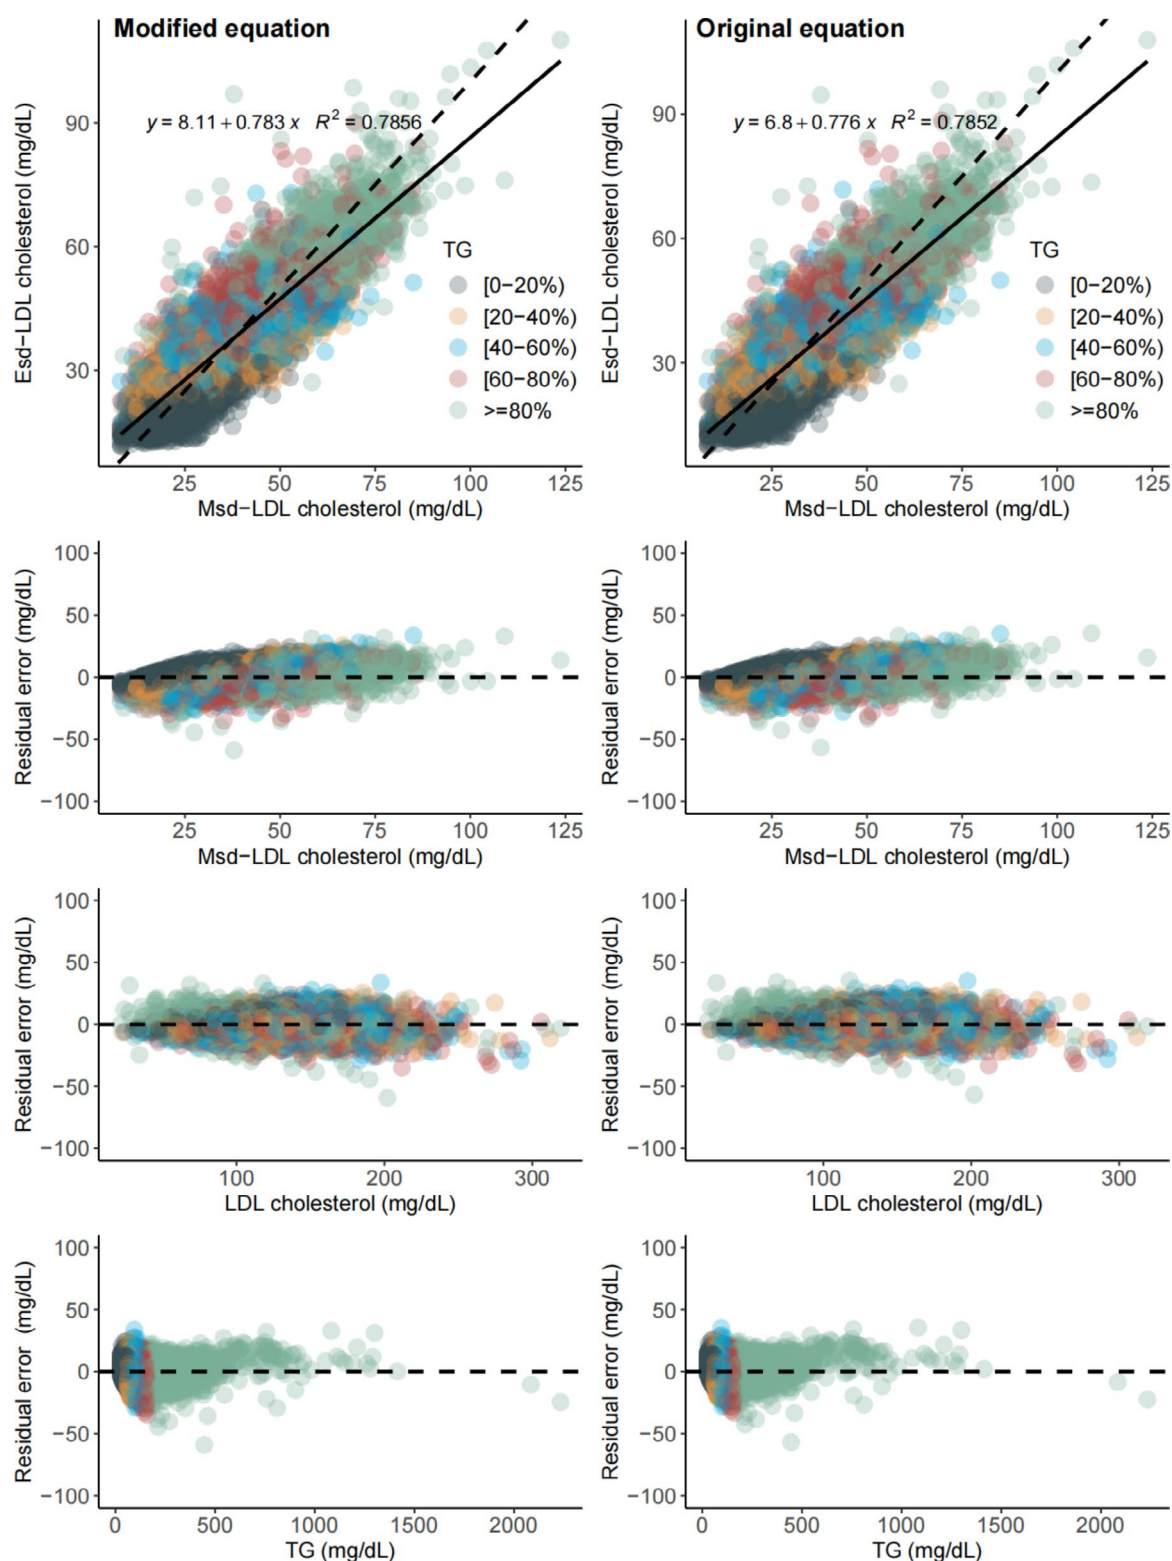 Modified equation
Esd-LDL cholesterol (mg/dL)
y = 8.11 + 0.783 x R² = 0.7856
90
60
30
TG
[0-20%)
[20-40%)
[40-60%)
[60-80%)
>=80%
25 50 75 100 125
Msd-LDL cholesterol (mg/dL)
Original equation
Esd-LDL cholesterol (mg/dL)
y = 6.8 + 0.776 x R² = 0.7852
90
60
30
TG
[0-20%)
[20-40%)
[40-60%)
[60-80%)
>=80%
25 50 75 100 125
Msd-LDL cholesterol (mg/dL)
Residual error (mg/dL)
100
50
0
−50
−100
25 50 75 100 125
Msd-LDL cholesterol (mg/dL)
Residual error (mg/dL)
100
50
0
−50
−100
25 50 75 100 125
Msd-LDL cholesterol (mg/dL)
Residual error (mg/dL)
100
50
0
−50
−100
100 200 300
LDL cholesterol (mg/dL)
Residual error (mg/dL)
100
50
0
−50
−100
100 200 300
LDL cholesterol (mg/dL)
Residual error (mg/dL)
100
50
0
−50
−100
0 500 1000 1500 2000
TG (mg/dL)
Residual error (mg/dL)
100
50
0
−50
−100
0 500 1000 1500 2000
TG (mg/dL)